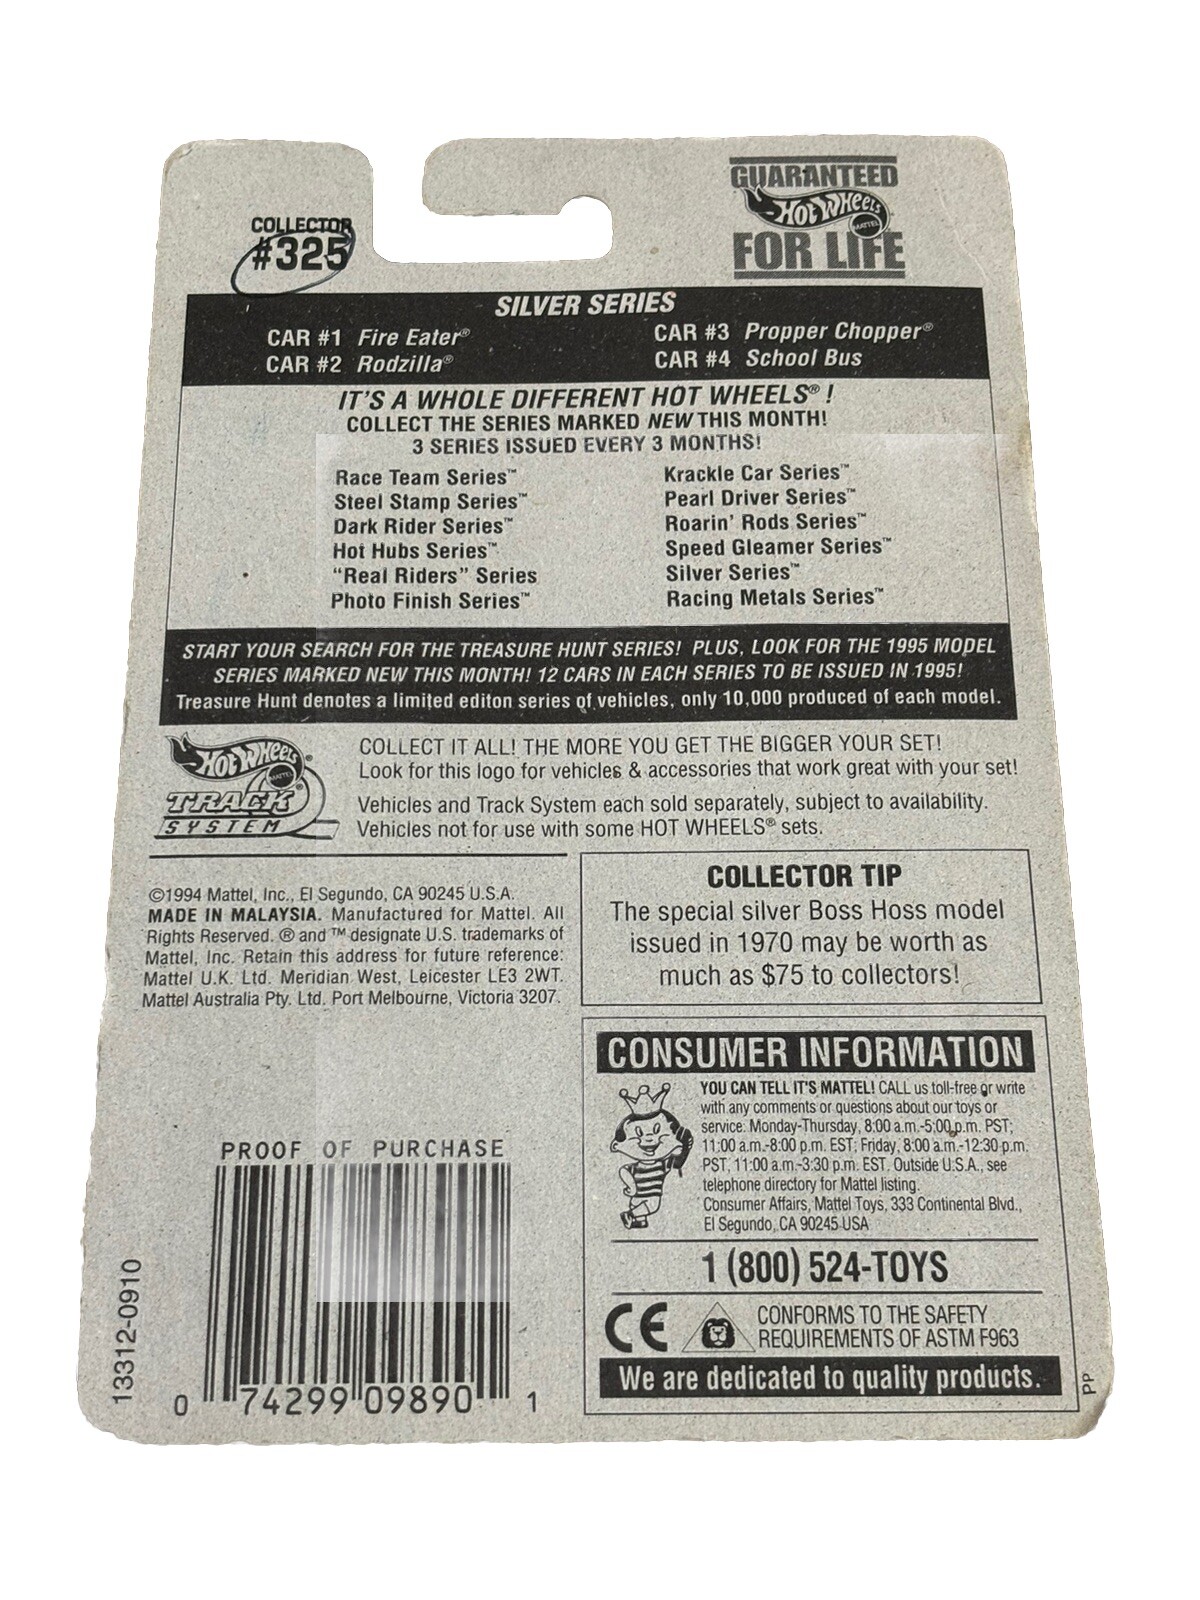 COLLECTOR
#325
GUARANTEED
HOT WHEELS
MATTEL
FOR LIFE
SILVER SERIES
CAR #1 Fire Eater®
CAR #2 Rodzilla®
CAR #3 Propper Chopper®
CAR #4 School Bus
IT'S A WHOLE DIFFERENT HOT WHEELS® !
COLLECT THE SERIES MARKED NEW THIS MONTH!
3 SERIES ISSUED EVERY 3 MONTHS!
Race Team Series™
Steel Stamp Series™
Dark Rider Series™
Hot Hubs Series™
“Real Riders” Series
Photo Finish Series™
Krackle Car Series™
Pearl Driver Series™
Roarin’ Rods Series™
Speed Gleamer Series™
Silver Series™
Racing Metals Series™
START YOUR SEARCH FOR THE TREASURE HUNT SERIES! PLUS, LOOK FOR THE 1995 MODEL
SERIES MARKED NEW THIS MONTH! 12 CARS IN EACH SERIES TO BE ISSUED IN 1995!
Treasure Hunt denotes a limited editon series of vehicles, only 10,000 produced of each model.
HOT WHEELS®
MATTEL
TRACK®
SYSTEM
COLLECT IT ALL! THE MORE YOU GET THE BIGGER YOUR SET!
Look for this logo for vehicles & accessories that work great with your set!
Vehicles and Track System each sold separately, subject to availability.
Vehicles not for use with some HOT WHEELS® sets.
©1994 Mattel, Inc., El Segundo, CA 90245 U.S.A.
MADE IN MALAYSIA. Manufactured for Mattel. All
Rights Reserved. ® and ™ designate U.S. trademarks of
Mattel, Inc. Retain this address for future reference:
Mattel U.K. Ltd. Meridian West, Leicester LE3 2WT.
Mattel Australia Pty. Ltd. Port Melbourne, Victoria 3207.
COLLECTOR TIP
The special silver Boss Hoss model
issued in 1970 may be worth as
much as $75 to collectors!
CONSUMER INFORMATION
YOU CAN TELL IT'S MATTEL! CALL us toll-free or write
with any comments or questions about our toys or
service: Monday-Thursday, 8:00 a.m.-5:00 p.m. PST;
11:00 a.m.-8:00 p.m. EST; Friday, 8:00 a.m.-12:30 p.m.
PST, 11:00 a.m.-3:30 p.m. EST. Outside U.S.A., see
telephone directory for Mattel listing.
Consumer Affairs, Mattel Toys, 333 Continental Blvd.,
El Segundo, CA 90245 USA
1 (800) 524-TOYS
CE
CONFORMS TO THE SAFETY
REQUIREMENTS OF ASTM F963
We are dedicated to quality products.
PP
PROOF OF PURCHASE
0 74299 09890 1
13312-0910